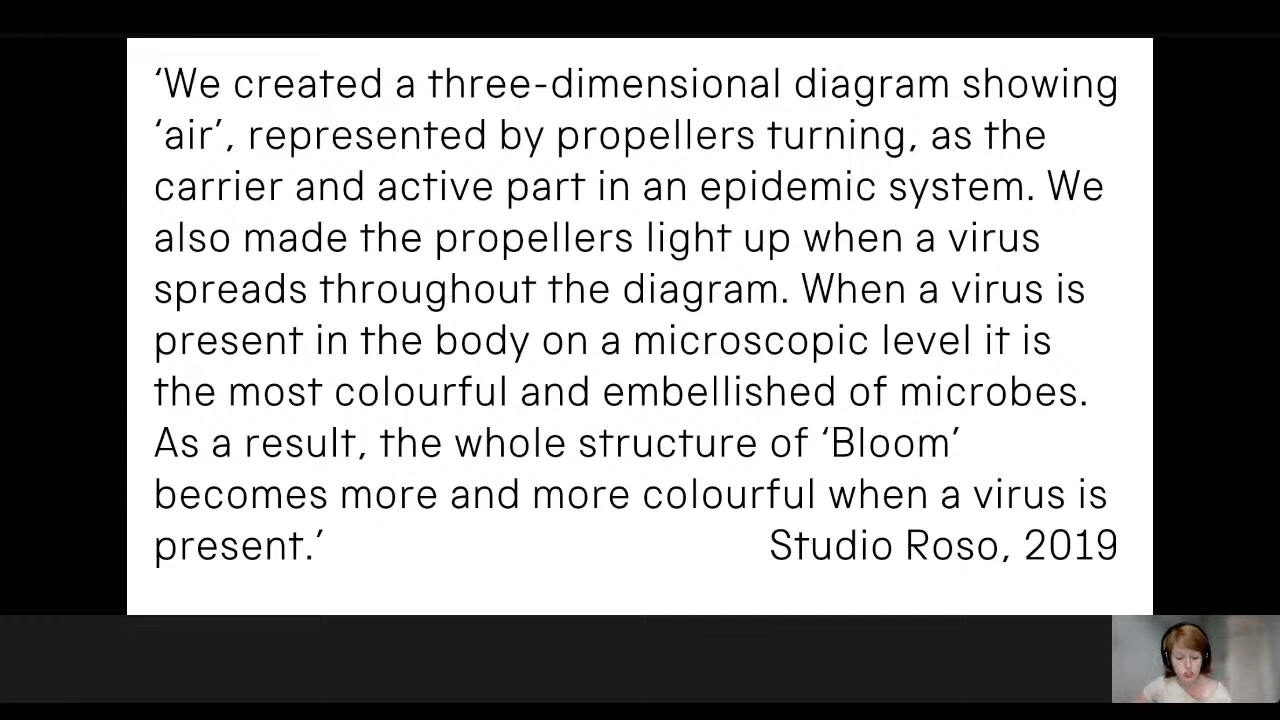 ‘We created a three-dimensional diagram showing
‘air’, represented by propellers turning, as the
carrier and active part in an epidemic system. We
also made the propellers light up when a virus
spreads throughout the diagram. When a virus is
present in the body on a microscopic level it is
the most colourful and embellished of microbes.
As a result, the whole structure of ‘Bloom’
becomes more and more colourful when a virus is
present.’ Studio Roso, 2019